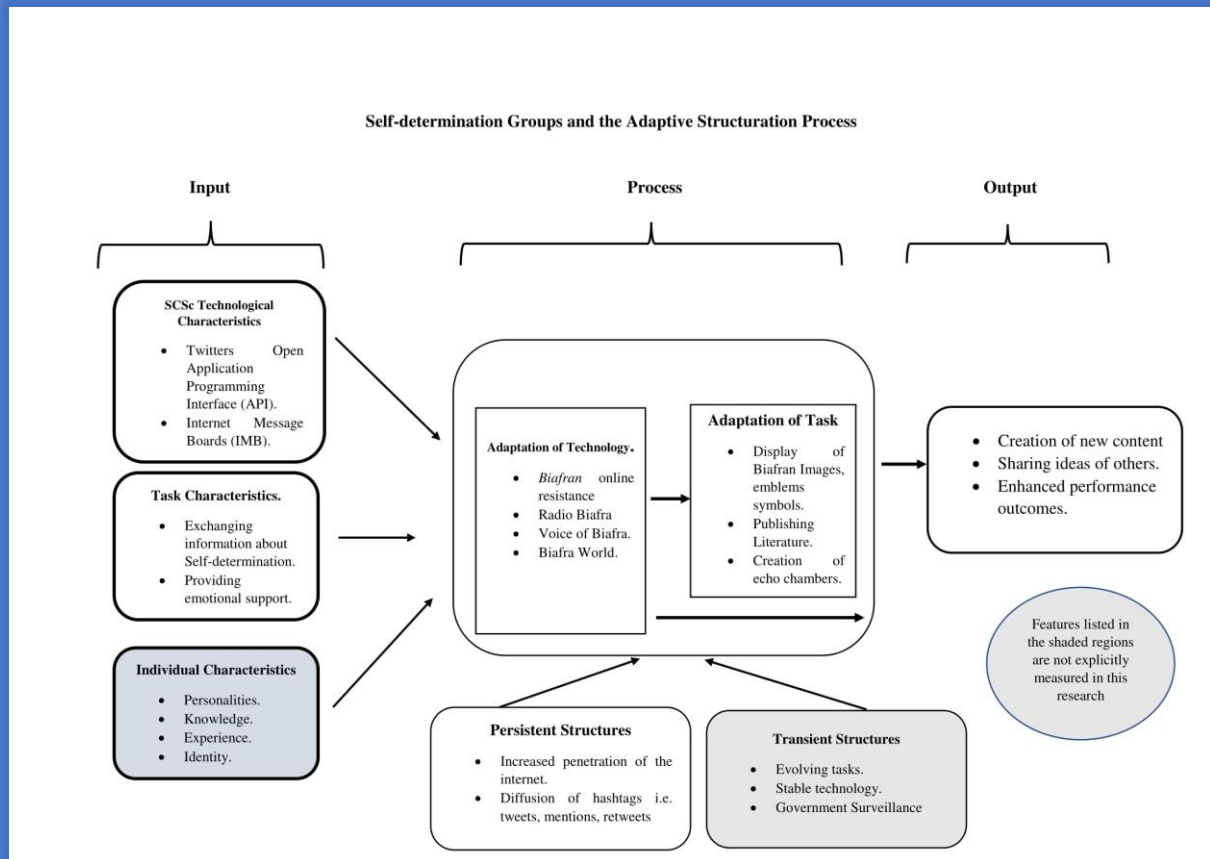 Self-determination Groups and the Adaptive Structuration Process
Input
Process
Output
SCSc Technological
Characteristics
• Twitters Open
Application
Programming
Interface (API).
• Internet Message
Boards (IMB).
Task Characteristics.
• Exchanging
information about
Self-determination.
• Providing
emotional support.
Individual Characteristics
• Personalities.
• Knowledge.
• Experience.
• Identity.
Adaptation of Technology.
• Biafran online
resistance
• Radio Biafra
• Voice of Biafra.
• Biafra World.
Adaptation of Task
• Display of
Biafran Images,
emblems
symbols.
• Publishing
Literature.
• Creation of
echo chambers.
Persistent Structures
• Increased penetration of the
internet.
• Diffusion of hashtags i.e.
tweets, mentions, retweets
Transient Structures
• Evolving tasks.
• Stable technology.
• Government Surveillance
• Creation of new content
• Sharing ideas of others.
• Enhanced performance
outcomes.
Features listed in
the shaded regions
are not explicitly
measured in this
research